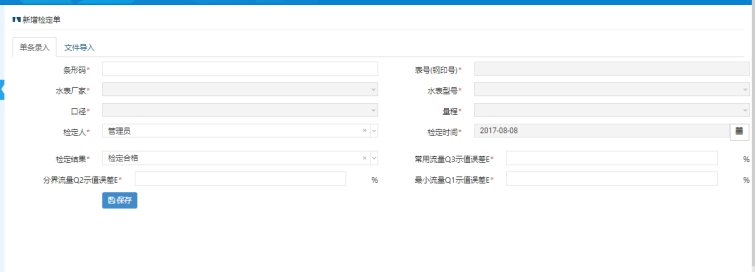 新增检定单
单条录入 文件导入
条形码* 表号(钢印号)*
水表厂家* 水表型号*
口径* 量程*
检定人* 管理员 × 检定时间* 2017-08-08
检定结果* 检定合格 × 常用流量Q3示值误差E* %
分界流量Q2示值误差E* % 最小流量Q1示值误差E* %
保存